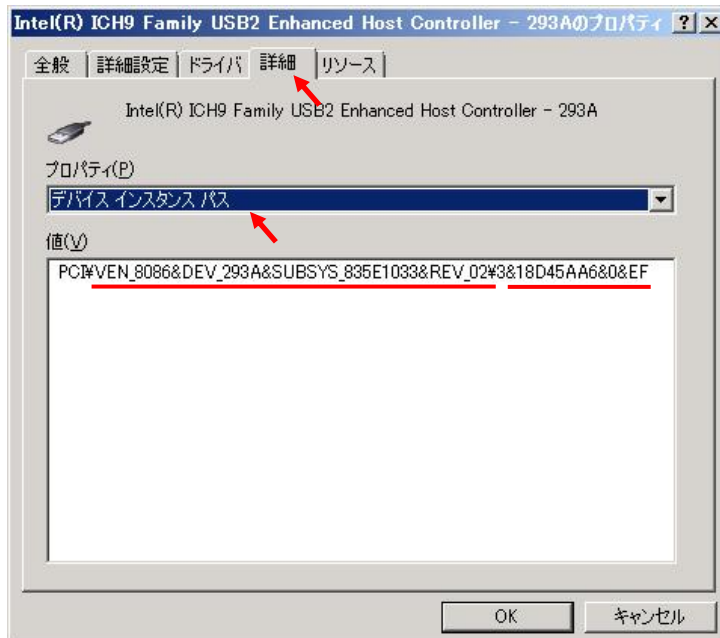 Intel(R) ICH9 Family USB2 Enhanced Host Controller - 293Aのプロパティ ? ×
全般 詳細設定 ドライバ 詳細 リソース
Intel(R) ICH9 Family USB2 Enhanced Host Controller - 293A
プロパティ(P)
デバイス インスタンス パス
値(V)
PCI¥VEN_8086&DEV_293A&SUBSYS_835E1033&REV_02¥3&18D45AA6&0&EF
OK キャンセル